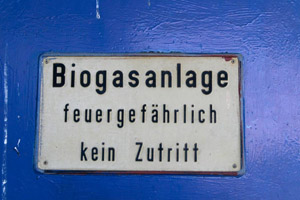 Biogasanlage
feuergefährlich
kein Zutritt